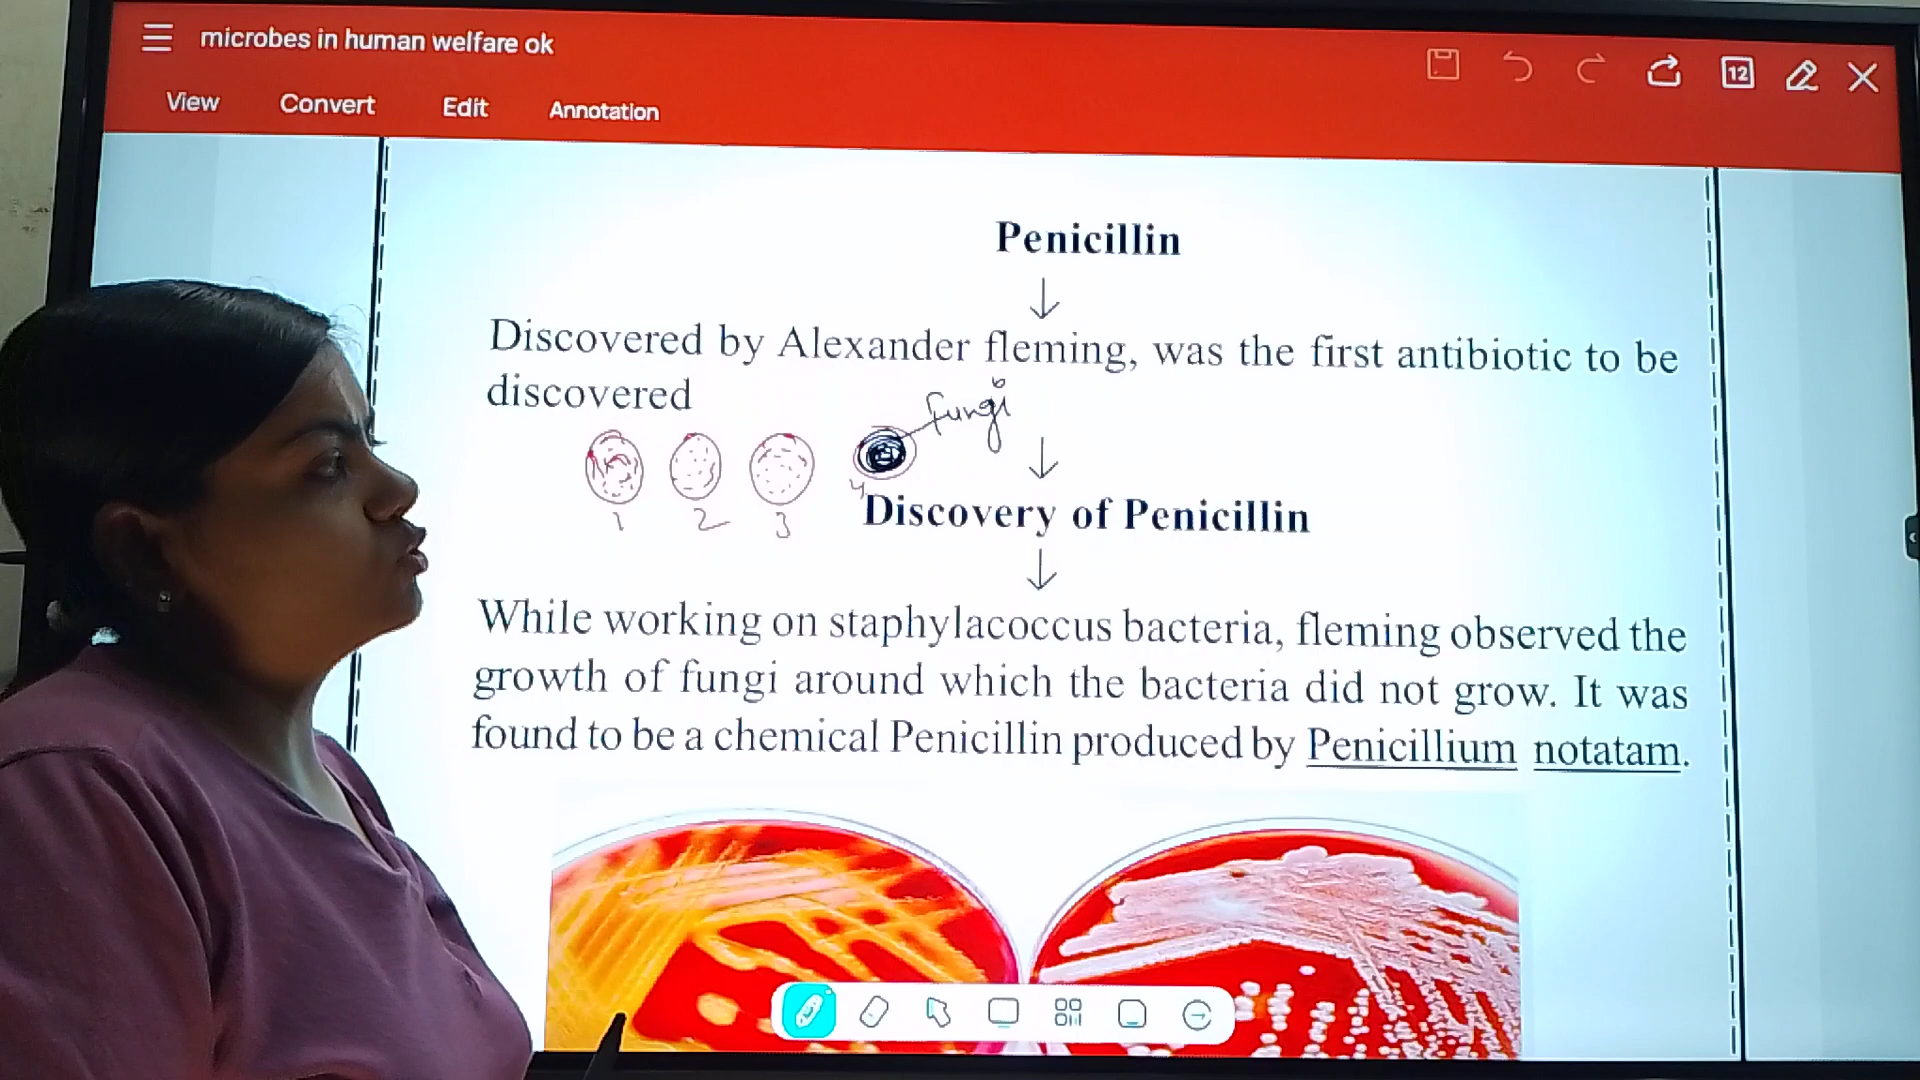 microbes in human welfare ok
12
View Convert Edit Annotation
Penicillin
↓
Discovered by Alexander fleming, was the first antibiotic to be
discovered
fungi
↓
1 2 3 4
Discovery of Penicillin
↓
While working on staphylacoccus bacteria, fleming observed the
growth of fungi around which the bacteria did not grow. It was
found to be a chemical Penicillin produced by Penicillium notatam.